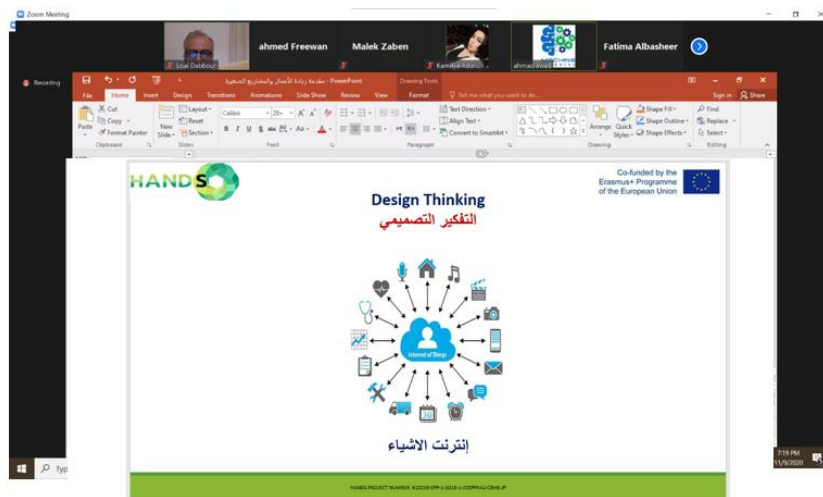 Zoom Meeting
Recording
Loai Dabbour
ahmed Freewan
Malek Zaben
ahmad awad
Fatima Albasheer
مقدمة ريادة الأعمال والمشاريع الصغيرة - PowerPoint
Drawing Tools
File Home Insert Design Transitions Animations Slide Show Review View Format Tell me what you want to do...
Sign in Share
Paste
Cut
Copy
Format Painter
Clipboard
New Slide
Layout
Reset
Section
Slides
Calibri
28
Font
Paragraph
Text Direction
Align Text
Convert to SmartArt
Arrange
Quick Styles
Shape Fill
Shape Outline
Shape Effects
Drawing
Find
Replace
Select
Editing
HANDS
Co-funded by the
Erasmus+ Programme
of the European Union
Design Thinking
التفكير التصميمي
Internet of Things
إنترنت الاشياء
Typ
7:19 PM
11/9/2020